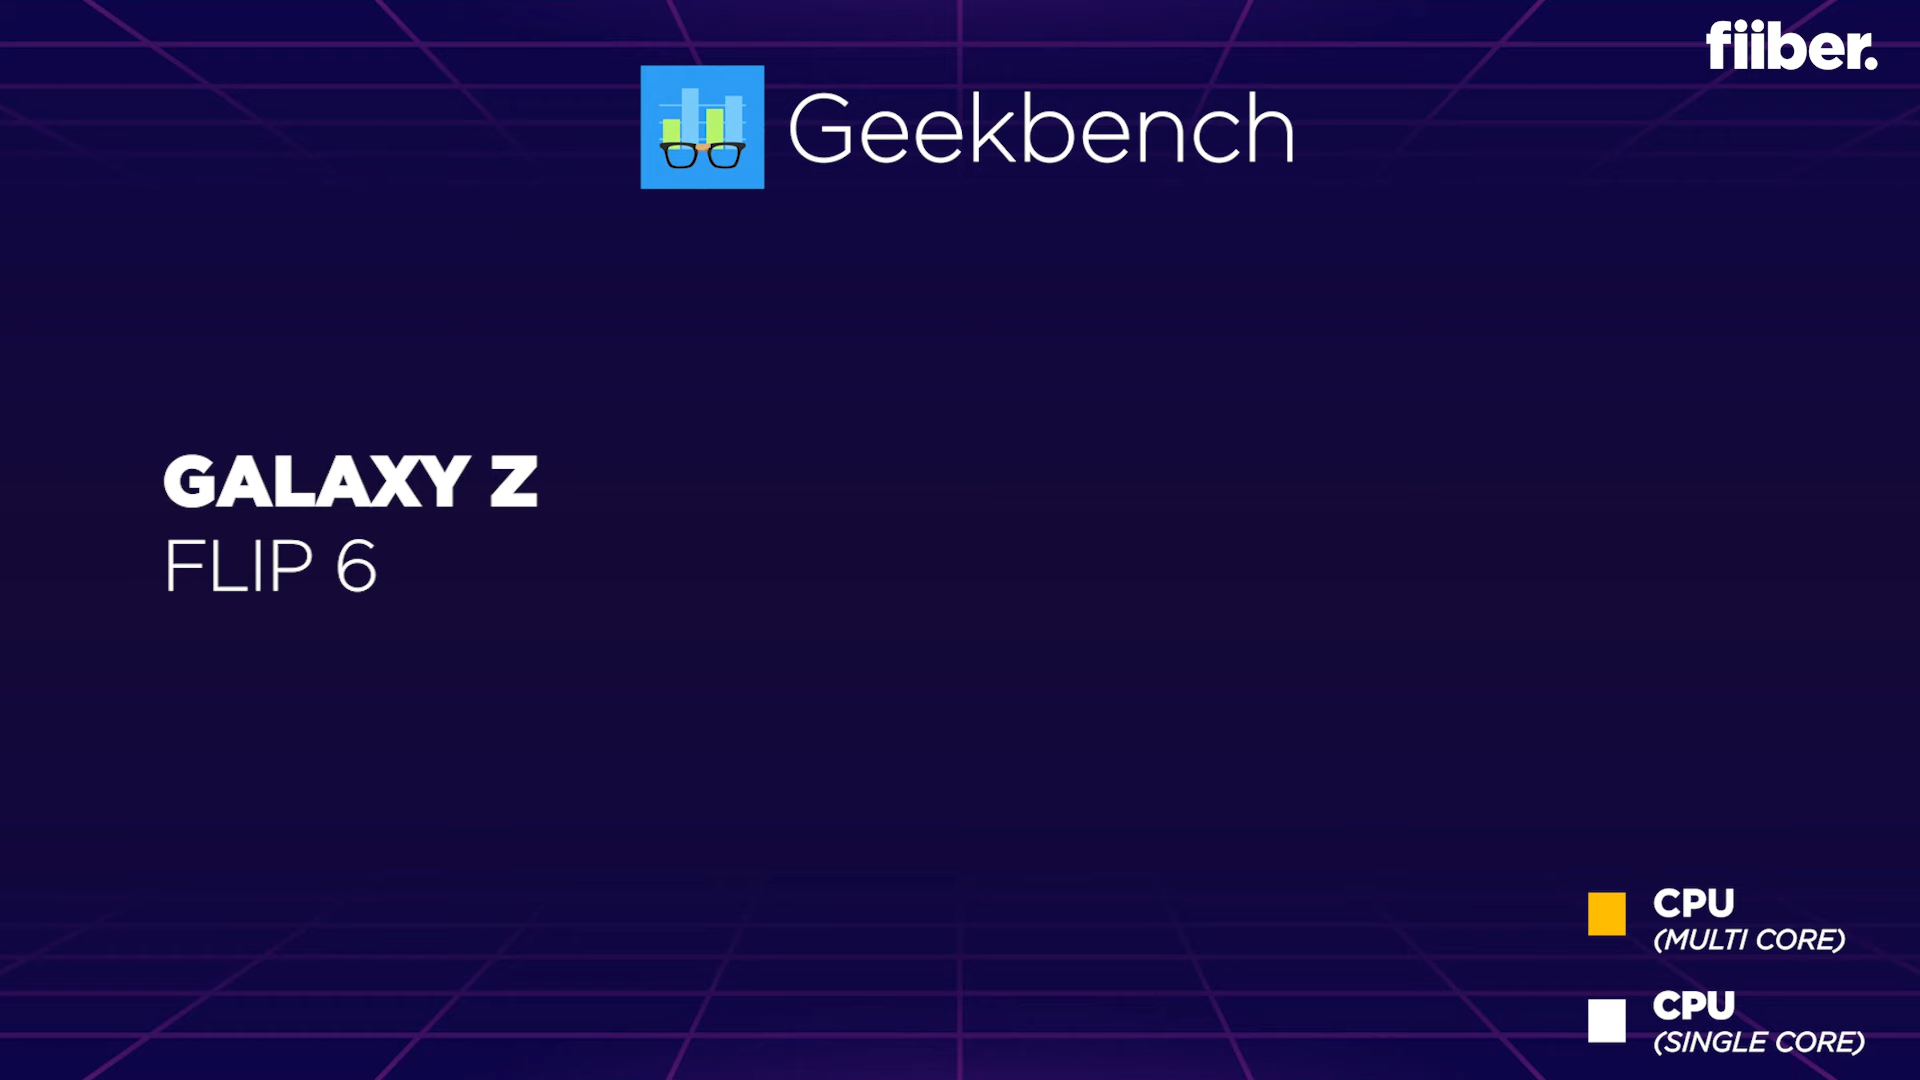 fiiber.
Geekbench
GALAXY Z
FLIP 6
CPU
(MULTI CORE)
CPU
(SINGLE CORE)